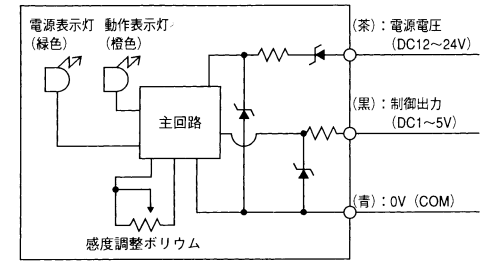 電源表示灯 動作表示灯
(緑色) (橙色)
(茶):電源電圧
(DC12～24V)
主回路
(黒):制御出力
(DC1～5V)
(青):0V(COM)
感度調整ボリウム